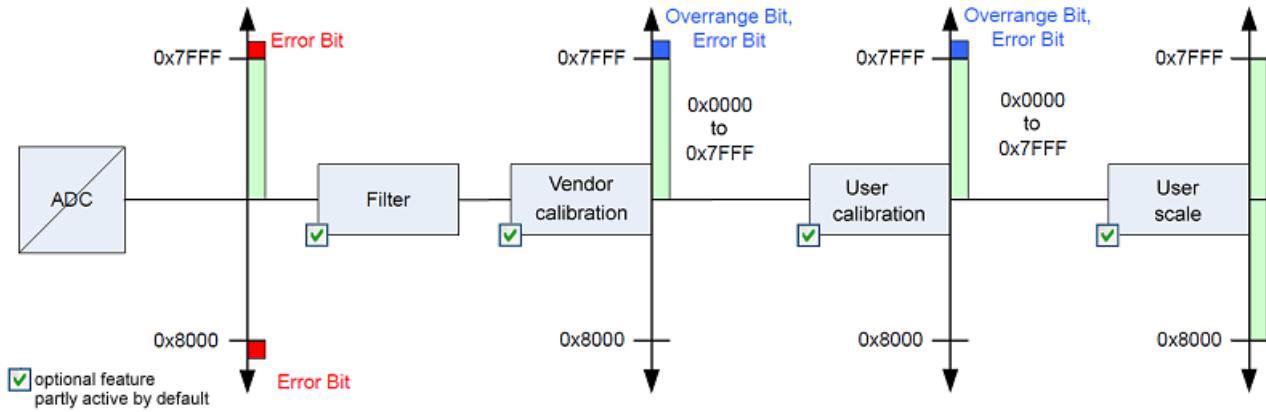 Error Bit
0x7FFF
Overrange Bit,
Error Bit
0x7FFF
0x0000
to
0x7FFF
Overrange Bit,
Error Bit
0x7FFF
0x0000
to
0x7FFF
0x7FFF
ADC
Filter
Vendor
calibration
User
calibration
User
scale
0x8000
Error Bit
0x8000
0x8000
0x8000
optional feature
partly active by default